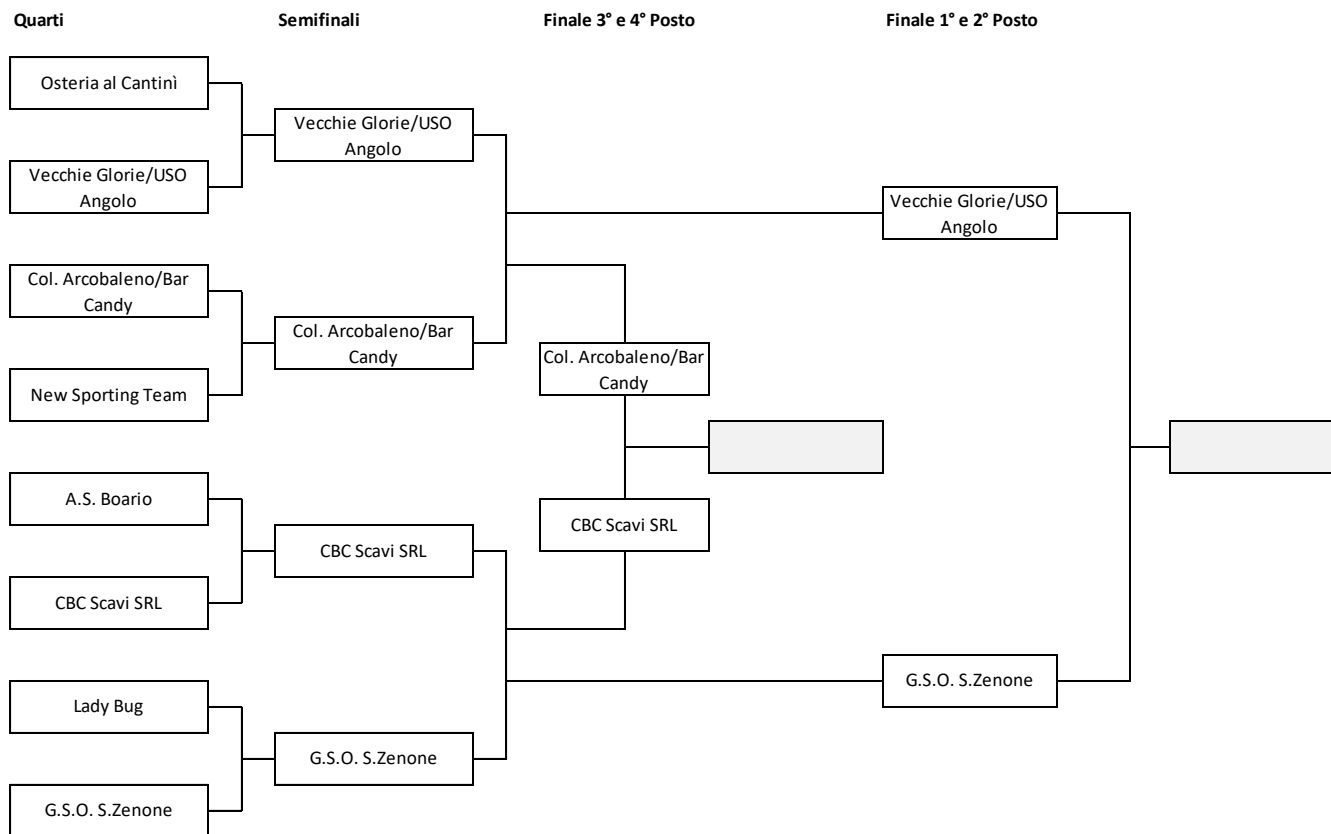 Quarti
Semifinali
Finale 3° e 4° Posto
Finale 1° e 2° Posto
Osteria al Cantinì
Vecchie Glorie/USO
Angolo
Vecchie Glorie/USO
Angolo
Vecchie Glorie/USO
Angolo
Col. Arcobaleno/Bar
Candy
Col. Arcobaleno/Bar
Candy
Col. Arcobaleno/Bar
Candy
New Sporting Team
A.S. Boario
CBC Scavi SRL
CBC Scavi SRL
CBC Scavi SRL
G.S.O. S.Zenone
Lady Bug
G.S.O. S.Zenone
G.S.O. S.Zenone